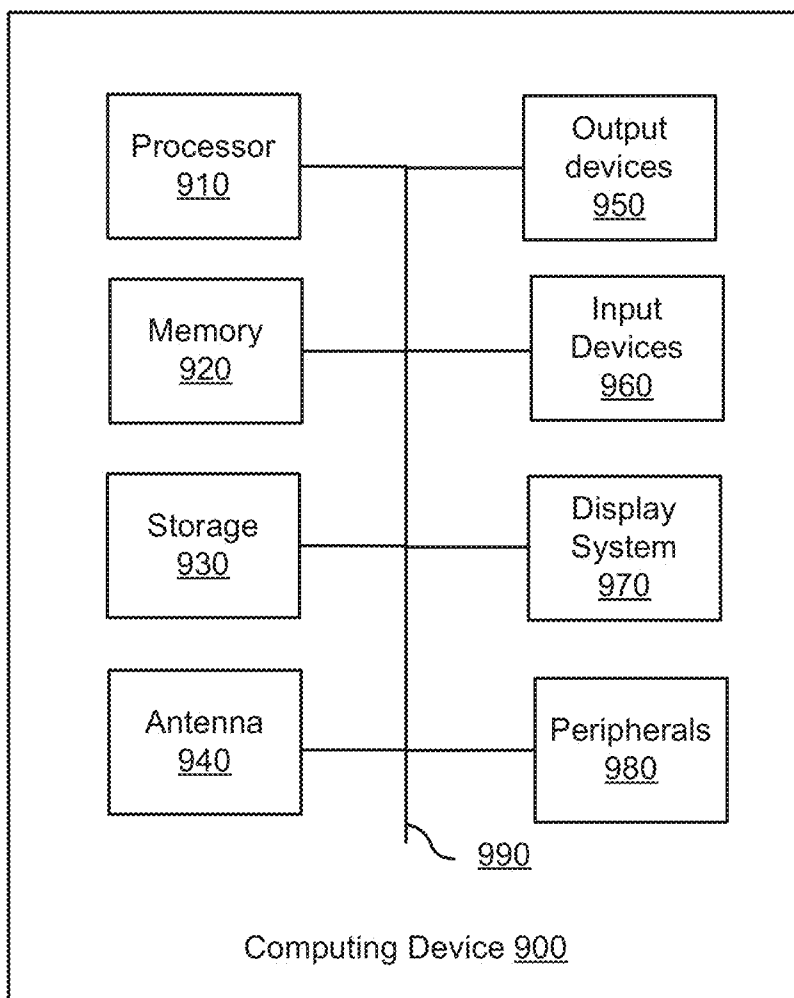 Processor
910
Output
devices
950
Memory
920
Input
Devices
960
Storage
930
Display
System
970
Antenna
940
Peripherals
980
990
Computing Device 900